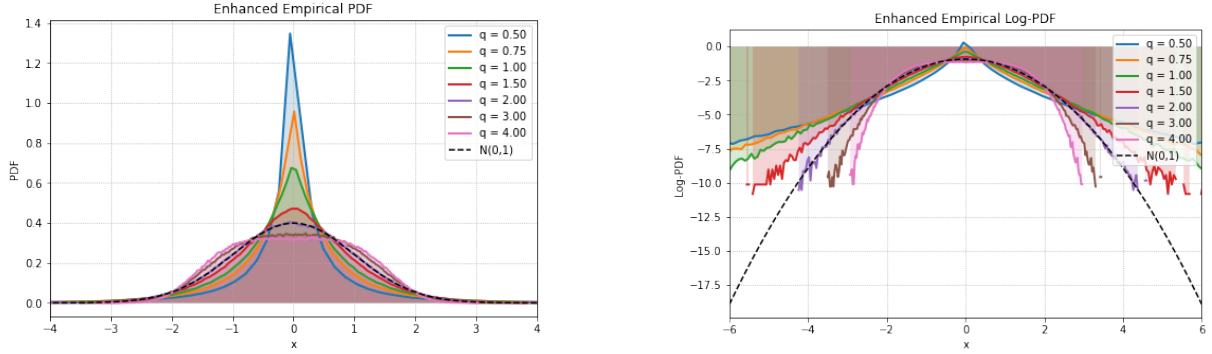 Enhanced Empirical PDF
1.4
1.2
1.0
0.8
0.6
0.4
0.2
0.0
PDF
−4
−3
−2
−1
0
1
2
3
4
x
q = 0.50
q = 0.75
q = 1.00
q = 1.50
q = 2.00
q = 3.00
q = 4.00
N(0,1)
Enhanced Empirical Log-PDF
0.0
−2.5
−5.0
−7.5
−10.0
−12.5
−15.0
−17.5
Log-PDF
−6
−4
−2
0
2
4
6
x
q = 0.50
q = 0.75
q = 1.00
q = 1.50
q = 2.00
q = 3.00
q = 4.00
N(0,1)